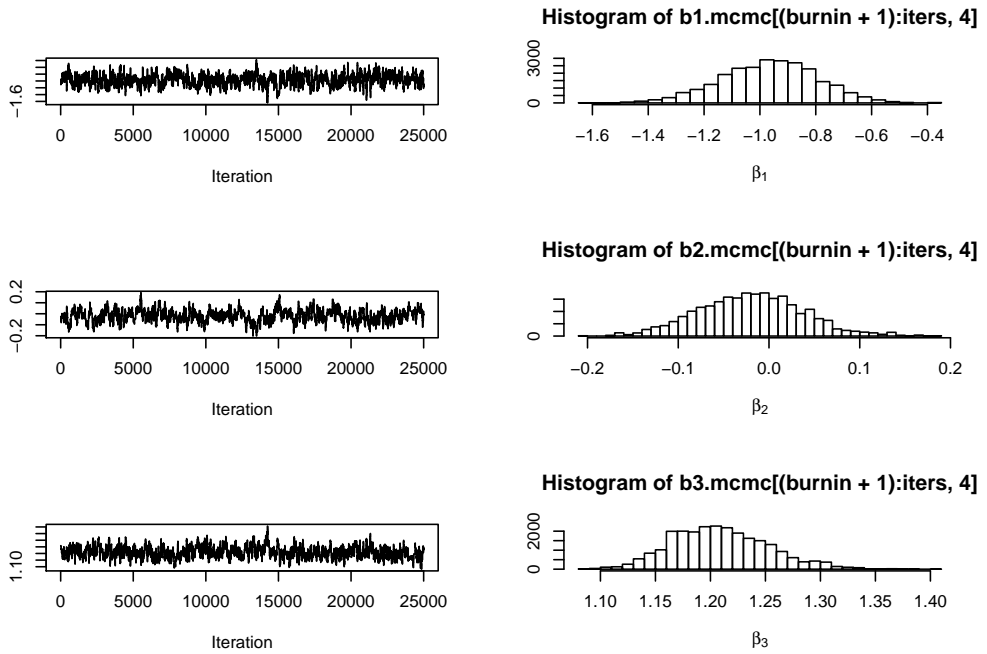 Histogram of b1.mcmc[(burnin + 1):iters, 4]
−1.6
0 5000 10000 15000 20000 25000
Iteration
0 3000
−1.6 −1.4 −1.2 −1.0 −0.8 −0.6 −0.4
β1
Histogram of b2.mcmc[(burnin + 1):iters, 4]
−0.2 0.2
0 5000 10000 15000 20000 25000
Iteration
0
−0.2 −0.1 0.0 0.1 0.2
β2
Histogram of b3.mcmc[(burnin + 1):iters, 4]
1.10
0 5000 10000 15000 20000 25000
Iteration
0 2000
1.10 1.15 1.20 1.25 1.30 1.35 1.40
β3